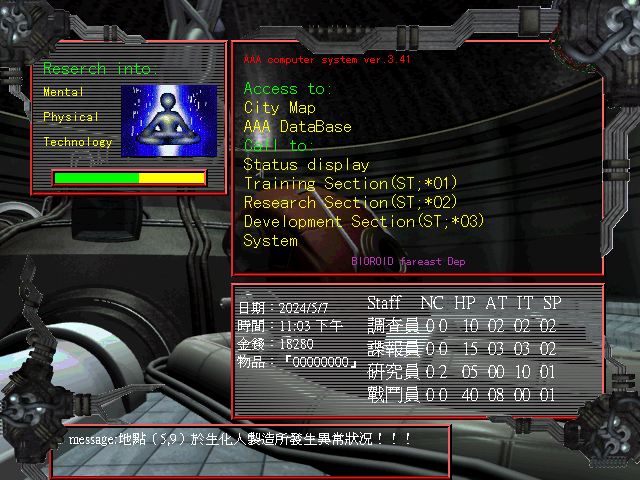 Reserch into:
Mental
Physical
Technology
AAA computer system ver.3.41
Access to:
City Map
AAA DataBase
Call to:
Status display
Training Section(ST;*01)
Research Section(ST;*02)
Development Section(ST;*03)
System
BIOROID fareast Dep
日期：2024/5/7
時間：11:03 下午
金錢：18280
物品：『00000000』
Staff NC HP AT IT SP
調查員 0 0 10 02 02 02
諜報員 0 0 15 03 03 02
研究員 0 2 05 00 10 01
戰鬥員 0 0 40 08 00 01
message:地點（5,9）於生化人製造所發生異常狀況！！！